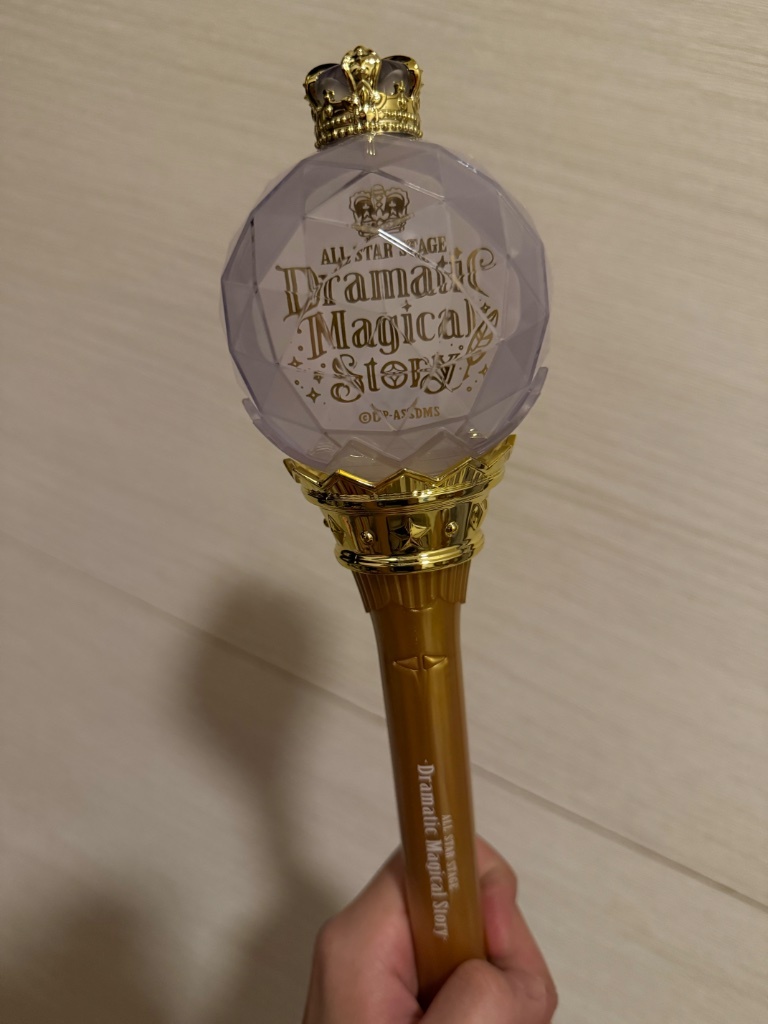 ALL STAR STAGE
Dramatic
Magical
Story
ALL STAR STAGE
-Dramatic Magical Story-